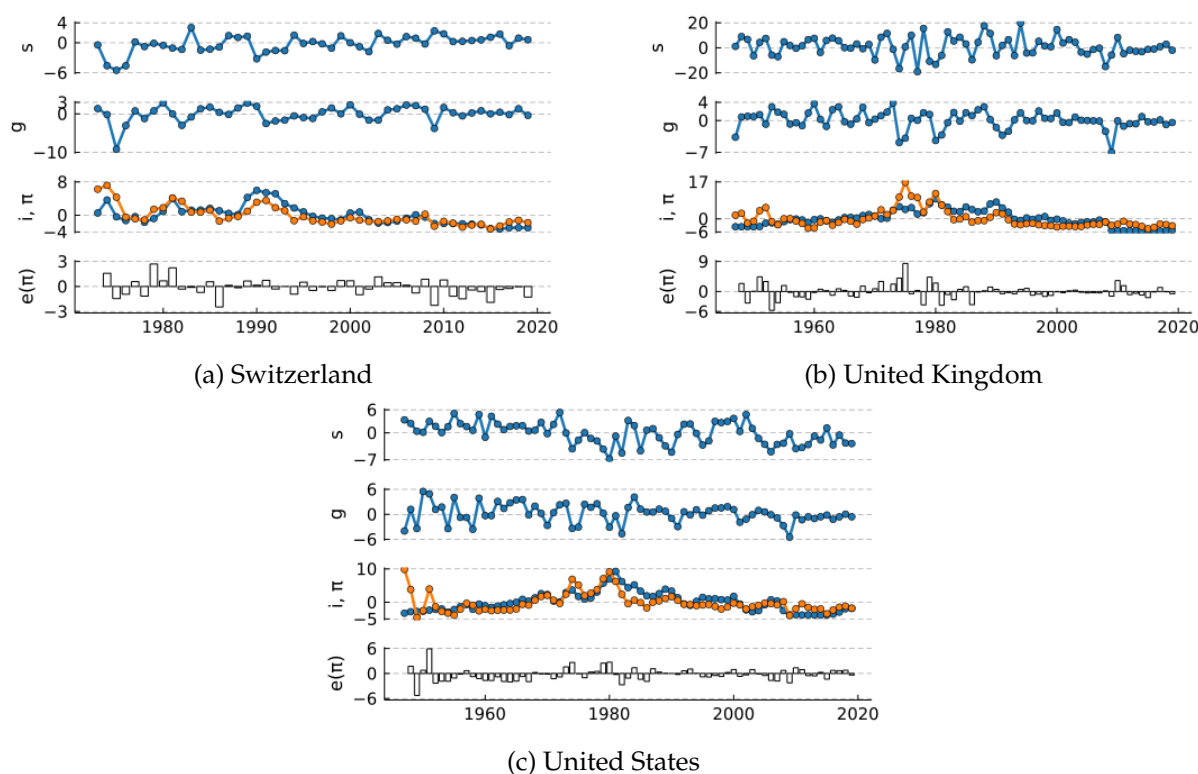 4
0
−6
s
3
0
−10
g
8
0
−4
i, π
3
0
−3
e(π)
1980 1990 2000 2010 2020
(a) Switzerland
20
0
−20
s
4
0
−7
g
17
0
−6
i, π
9
0
−6
e(π)
1960 1980 2000 2020
(b) United Kingdom
6
0
−7
s
6
0
−6
g
10
0
−5
i, π
6
0
−6
e(π)
1960 1980 2000 2020
(c) United States